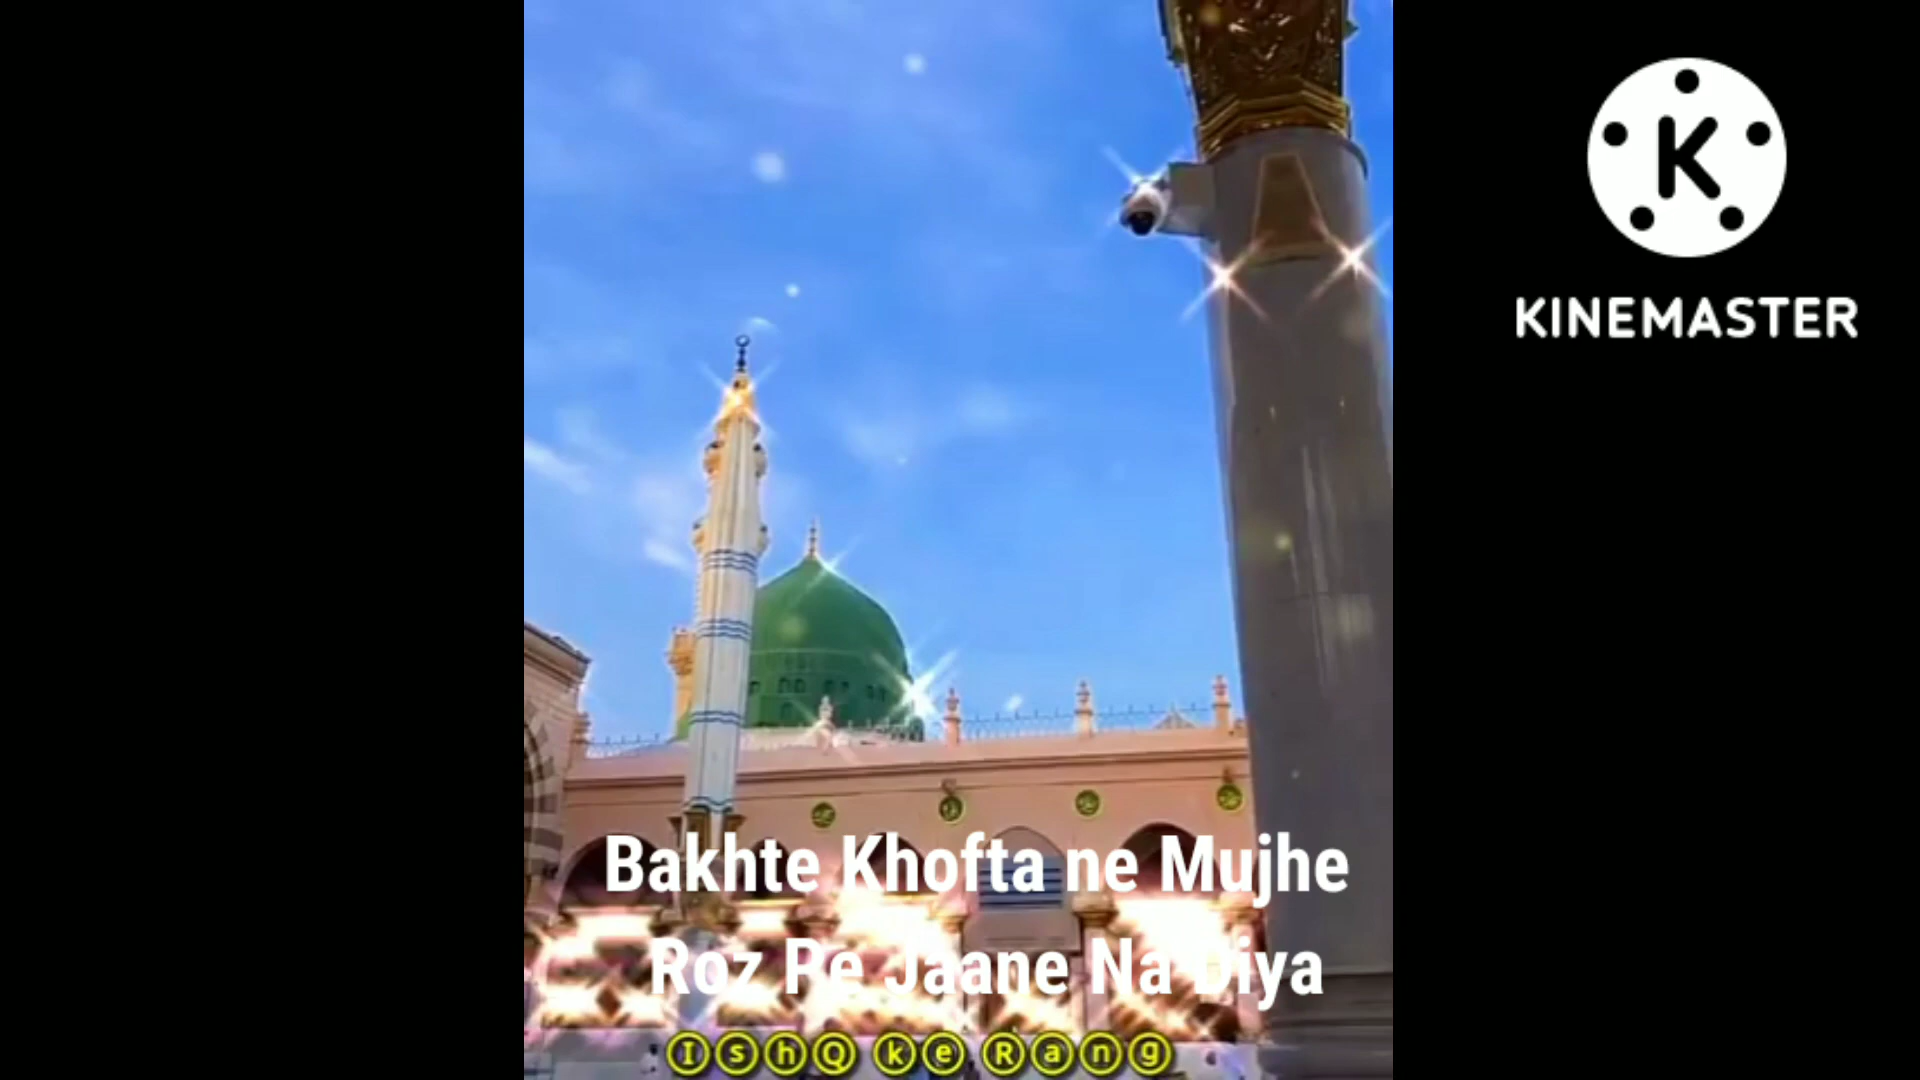 KINEMASTER
Bakhte Khofta ne Mujhe
Roz Pe Jaane Na Diya
IshQ ke Rang